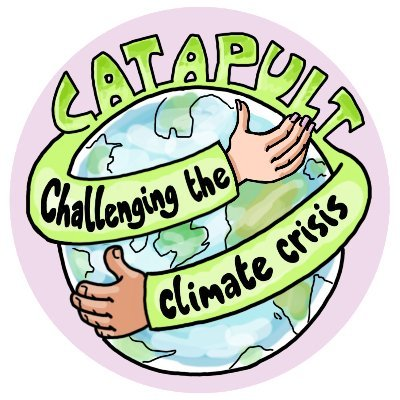 CATAPULT
Challenging the
climate crisis